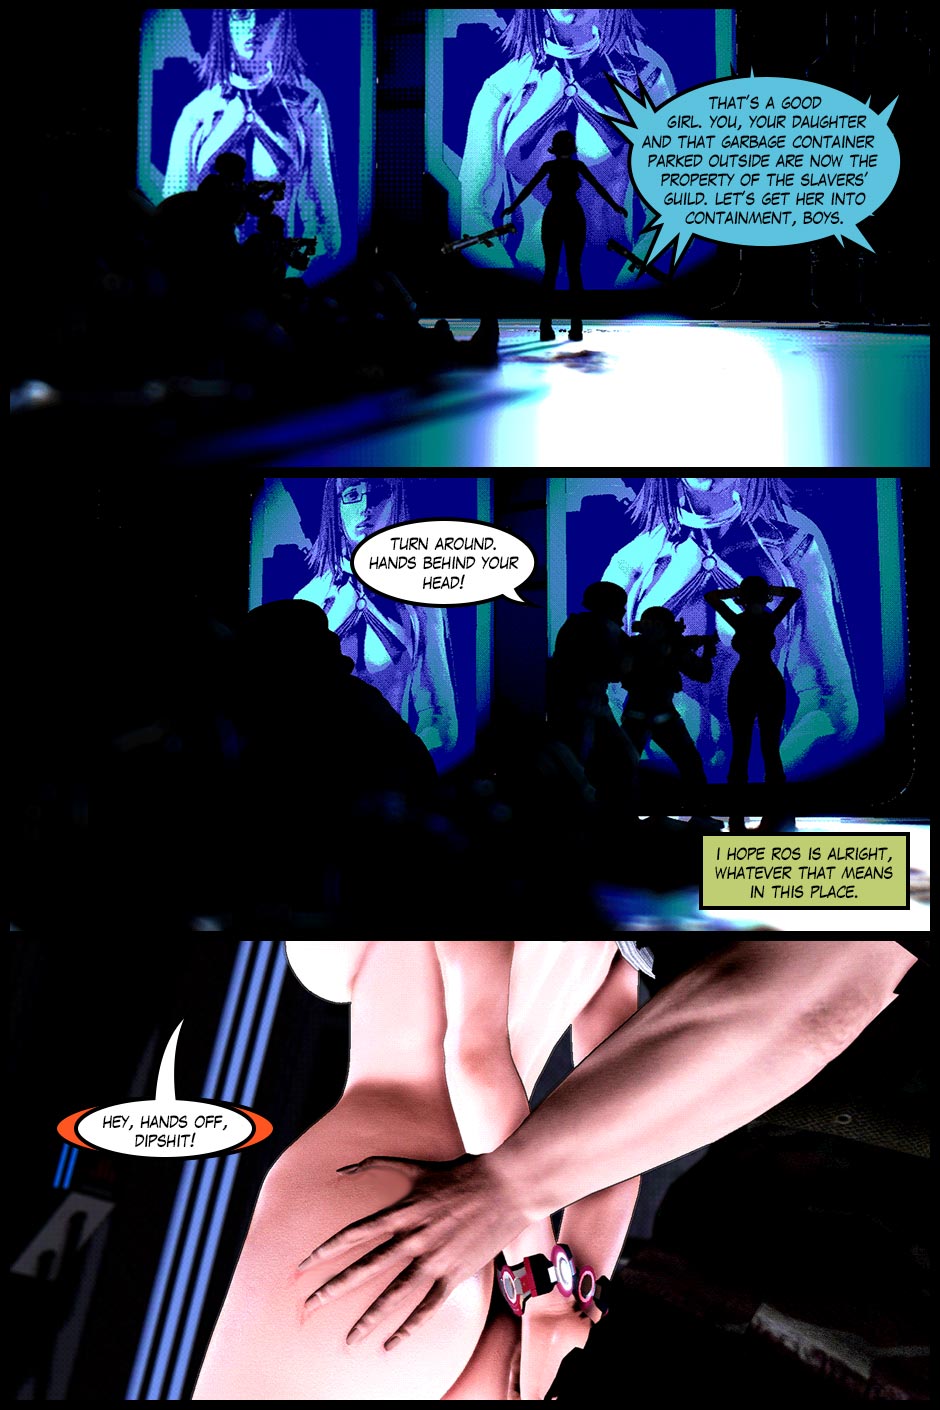 THAT'S A GOOD
GIRL. YOU, YOUR DAUGHTER
AND THAT GARBAGE CONTAINER
PARKED OUTSIDE ARE NOW THE
PROPERTY OF THE SLAVERS'
GUILD. LET'S GET HER INTO
CONTAINMENT, BOYS.
TURN AROUND.
HANDS BEHIND YOUR
HEAD!
I HOPE ROS IS ALRIGHT,
WHATEVER THAT MEANS
IN THIS PLACE.
HEY, HANDS OFF,
DIPSHIT!